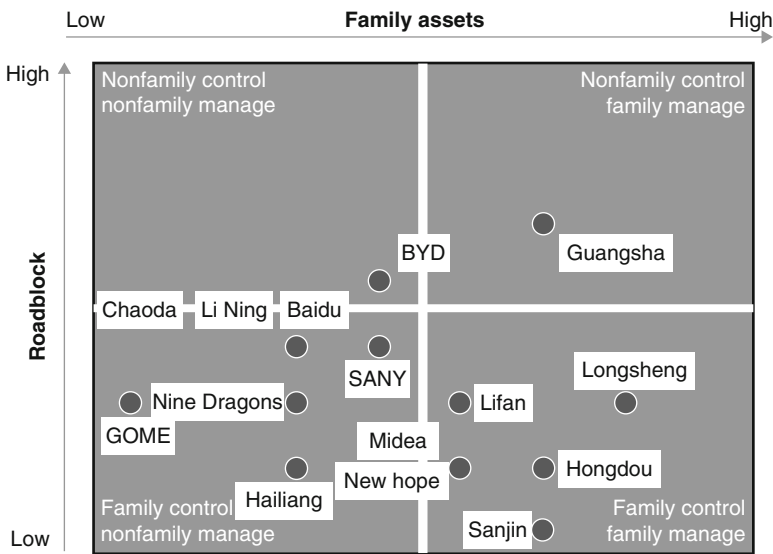 Low Family assets High
High
Nonfamily control
nonfamily manage
Nonfamily control
family manage
BYD
Guangsha
Roadblock
Chaoda Li Ning Baidu
SANY
Longsheng
Nine Dragons
Lifan
GOME
Midea
Hongdou
New hope
Hailiang
Family control
nonfamily manage
Family control
family manage
Sanjin
Low